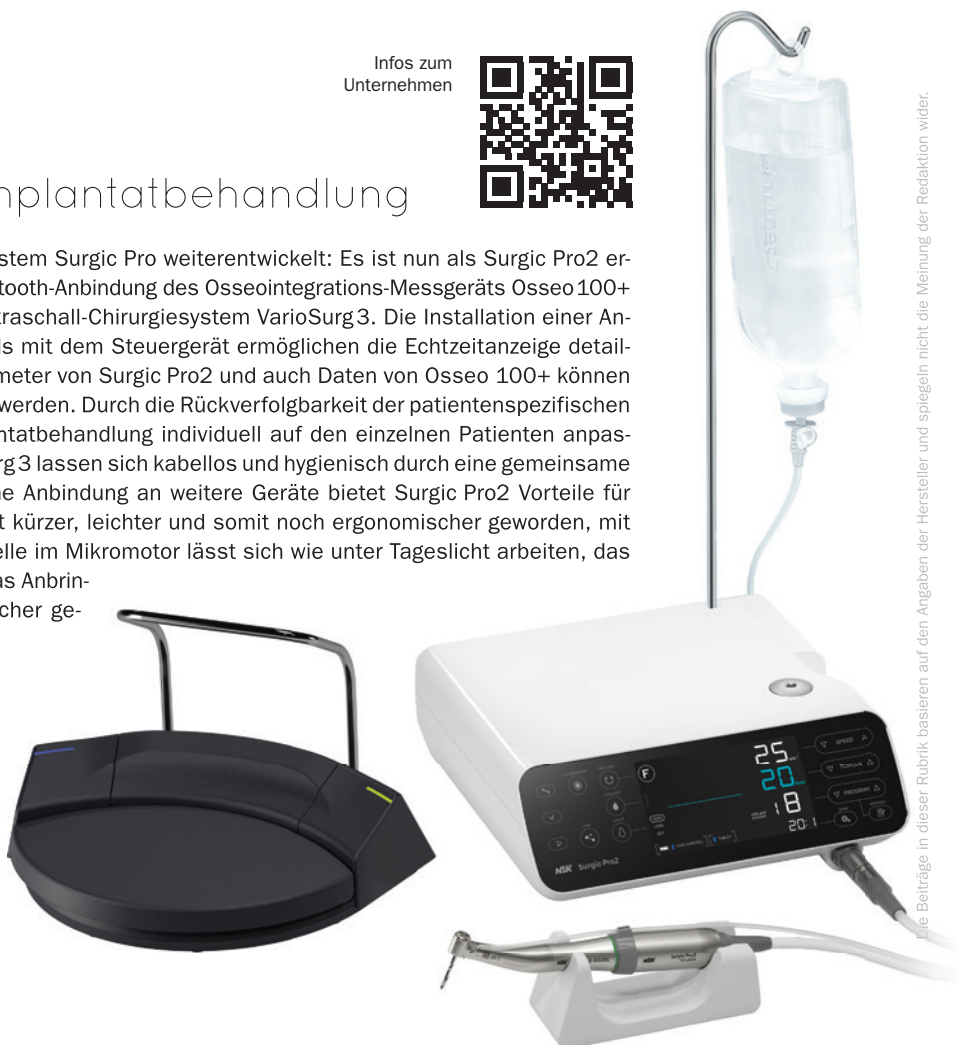 Infos zum
Unternehmen
nplantatbehandlung
stem Surgic Pro weiterentwickelt: Es ist nun als Surgic Pro2 er-
tooth-Anbindung des Osseointegrations-Messgeräts Osseo 100+
traschall-Chirurgiesystem VarioSurg 3. Die Installation einer An-
ls mit dem Steuergerät ermöglichen die Echtzeitanzeige detail-
meter von Surgic Pro2 und auch Daten von Osseo 100+ können
werden. Durch die Rückverfolgbarkeit der patientenspezifischen
ntatbehandlung individuell auf den einzelnen Patienten anpas-
rg 3 lassen sich kabellos und hygienisch durch eine gemeinsame
ne Anbindung an weitere Geräte bietet Surgic Pro2 Vorteile für
t kürzer, leichter und somit noch ergonomischer geworden, mit
elle im Mikromotor lässt sich wie unter Tageslicht arbeiten, das
as Anbrin-
cher ge-
Die Beiträge in dieser Rubrik basieren auf den Angaben der Hersteller und spiegeln nicht die Meinung der Redaktion wider.
F
25
20
18
20:1
SPEED
TORQUE
PROGRAM
NSK Surgic Pro2
NSK
Surgic Pro2